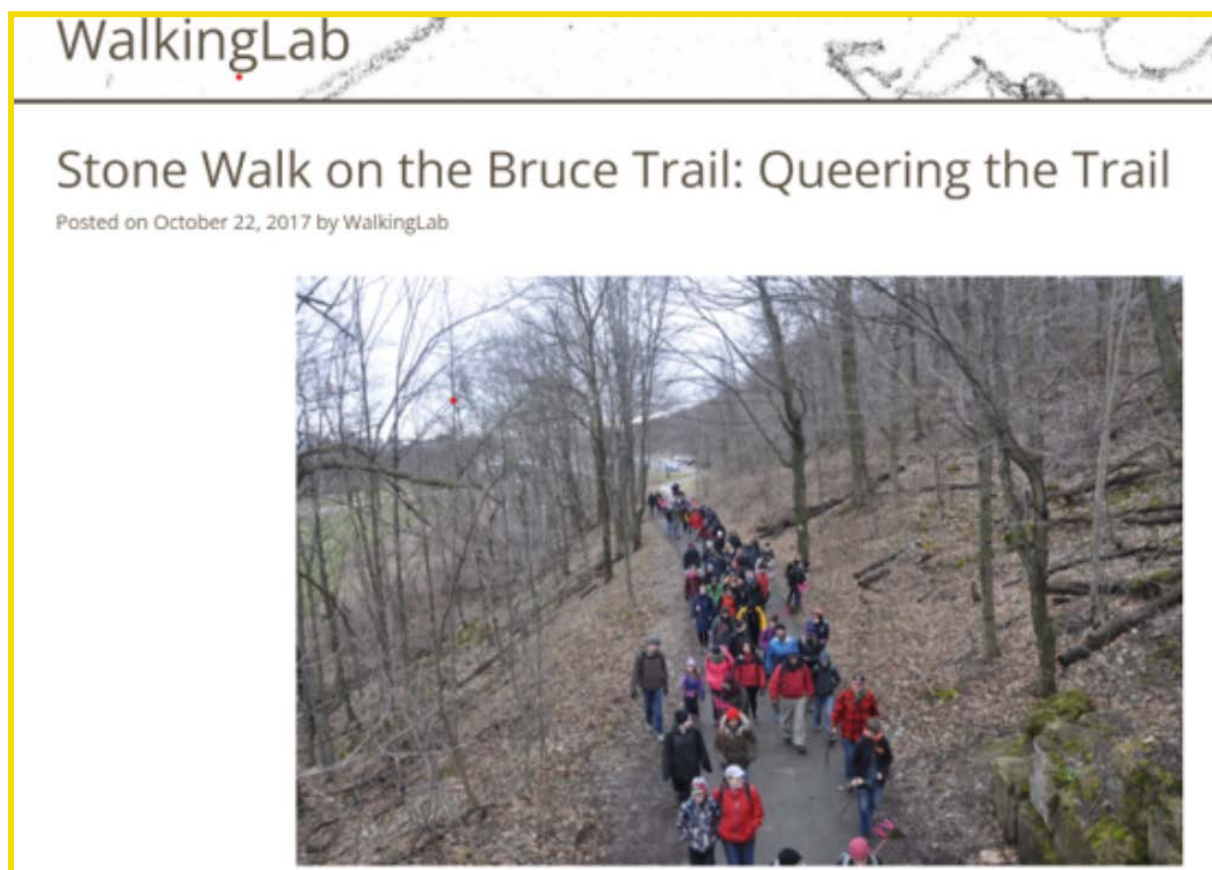 WalkingLab
Stone Walk on the Bruce Trail: Queering the Trail
Posted on October 22, 2017 by WalkingLab